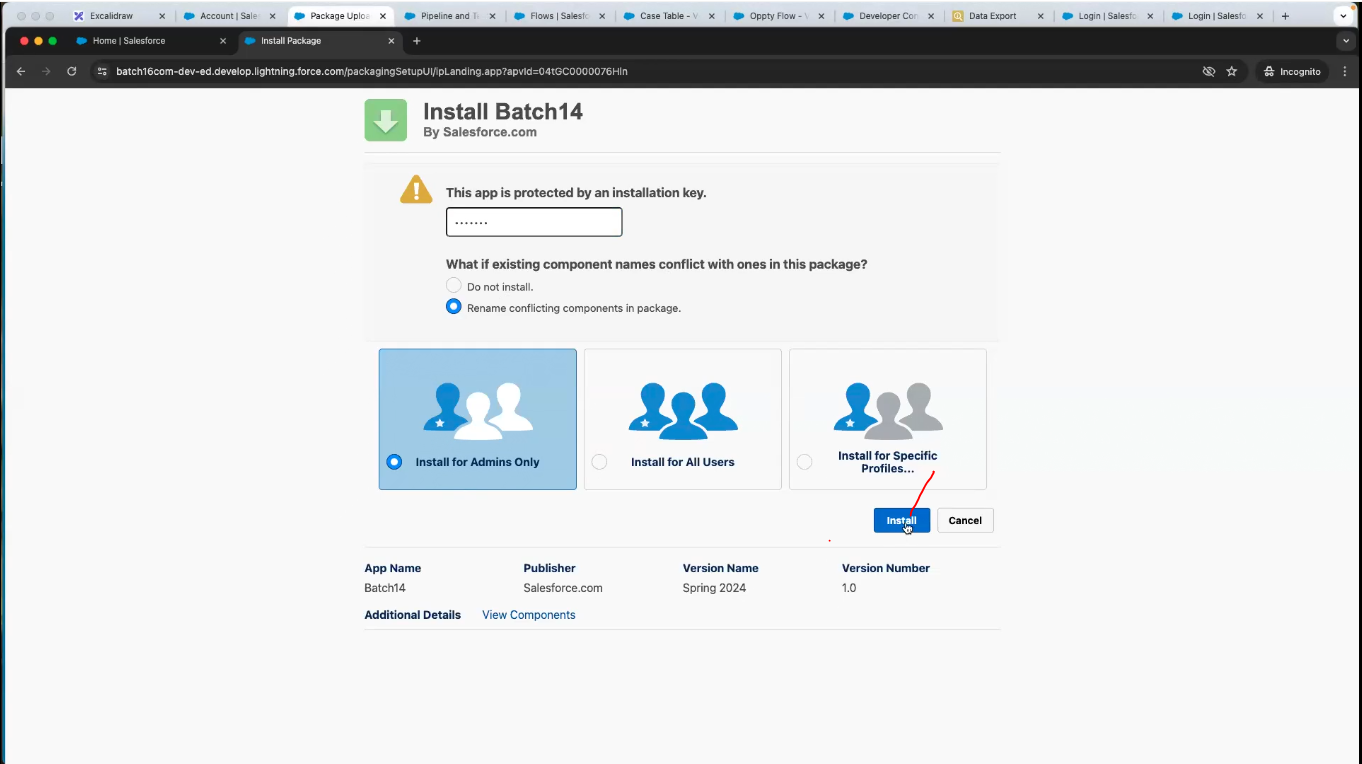 Excalidraw
Account | Sale
Package Uploa
Pipeline and T
Flows | Salesf
Case Table - V
Oppty Flow - V
Developer Con
Data Export
Login | Salesfo
Login | Salesfo
Home | Salesforce
Install Package
batch16com-dev-ed.develop.lightning.force.com/packagingSetupUI/ipLanding.app?apvId=04tGC0000076Hln
Incognito
Install Batch14
By Salesforce.com
This app is protected by an installation key.
What if existing component names conflict with ones in this package?
Do not install.
Rename conflicting components in package.
Install for Admins Only
Install for All Users
Install for Specific
Profiles...
Install
Cancel
App Name
Publisher
Version Name
Version Number
Batch14
Salesforce.com
Spring 2024
1.0
Additional Details
View Components